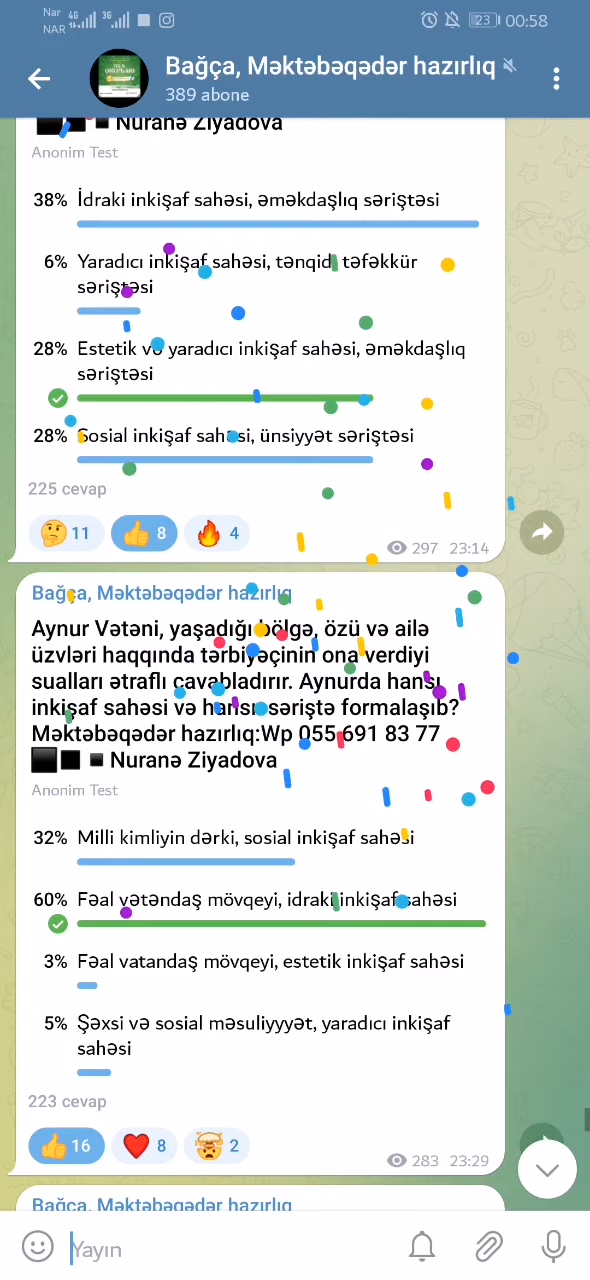 Nar
NAR
4G
3G
23
00:58
Bağça, Məktəbəqədər hazırlıq
389 abone
Nuranə Ziyadova
Anonim Test
38% İdraki inkişaf sahəsi, əməkdaşlıq səriştəsi
6% Yaradıcı inkişaf sahəsi, tənqidi təfəkkür
səriştəsi
28% Estetik və yaradıcı inkişaf sahəsi, əməkdaşlıq
səriştəsi
28% Sosial inkişaf sahəsi, ünsiyyət səriştəsi
225 cevap
11 8 4
297 23:14
Bağça, Məktəbəqədər hazırlıq
Aynur Vətəni, yaşadığı bölgə, özü və ailə
üzvləri haqqında tərbiyəçinin ona verdiyi
sualları ətraflı cavabladırır. Aynurda hansı
inkişaf sahəsi və hansı səriştə formalaşıb?
Məktəbəqədər hazırlıq:Wp 055 691 83 77
Nuranə Ziyadova
Anonim Test
32% Milli kimliyin dərki, sosial inkişaf sahəsi
60% Fəal vətəndaş mövqeyi, idraki inkişaf sahəsi
3% Fəal vatandaş mövqeyi, estetik inkişaf sahəsi
5% Şəxsi və sosial məsuliyyyət, yaradıcı inkişaf
sahəsi
223 cevap
16 8 2
283 23:29
Bağça, Məktəbəqədər hazırlıq
Yayın